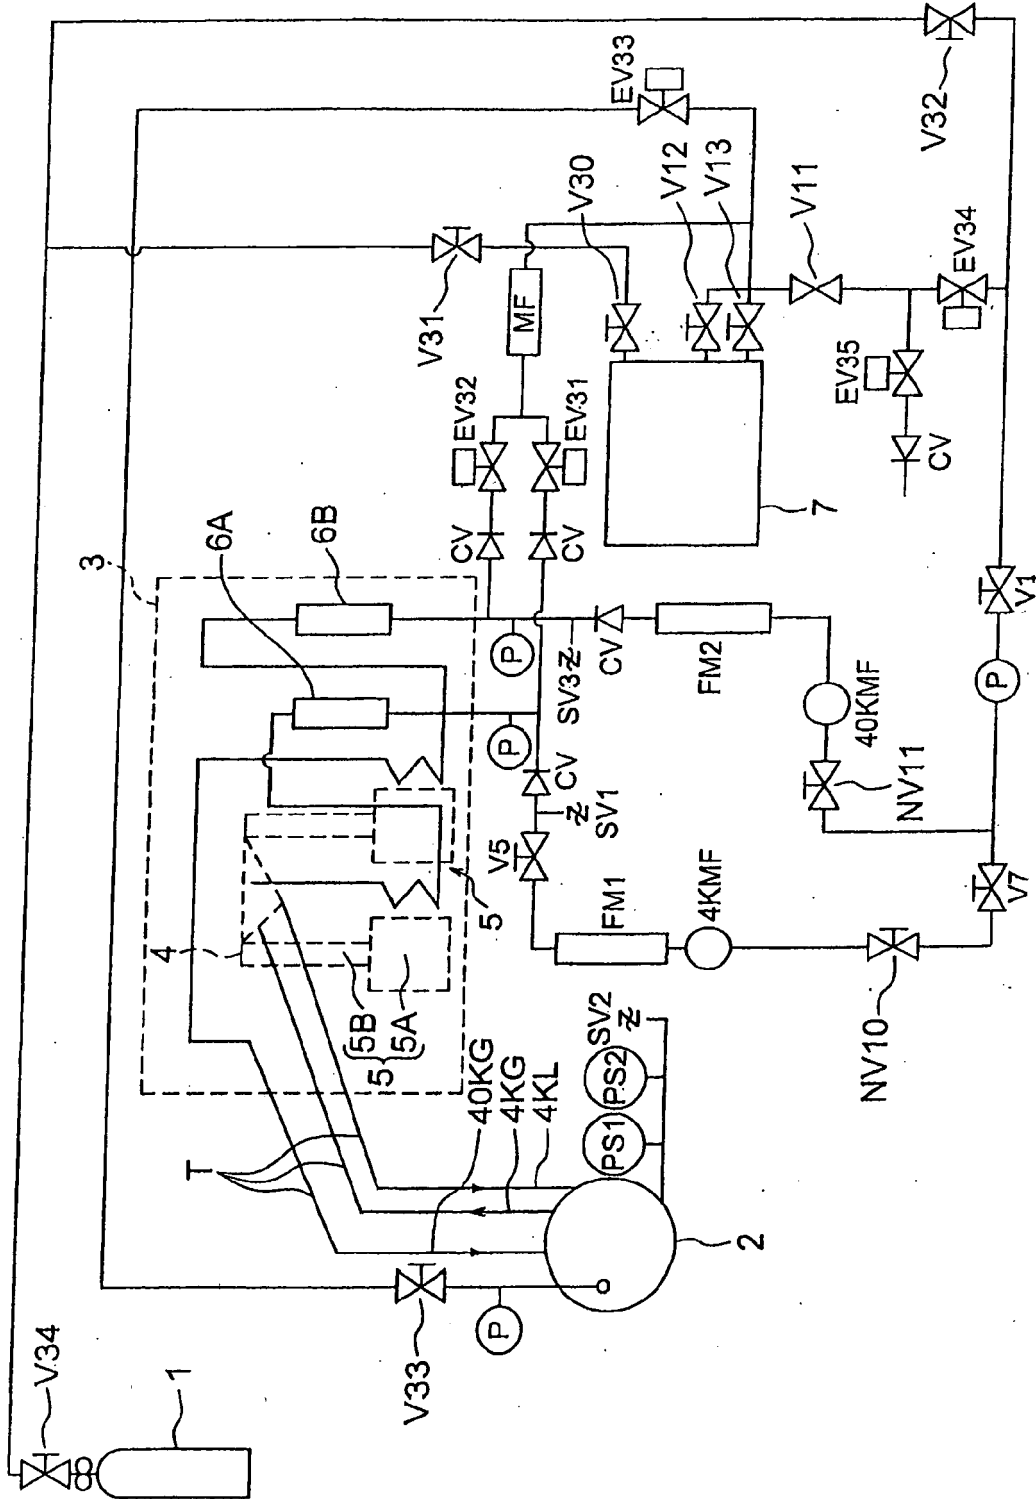 V32
EV33
V30
V12
V13
V11
EV34
V31
MF
EV35
CV
EV32
EV31
3
6A
6B
CV
CV
7
P
SV3
CV
FM2
P
V1
P
40KMF
CV
SV1
V5
NV11
4
5
FM1
4KMF
V7
5B
5A
5
NV10
40KG
4KG
4KL
PS1
PS2
SV2
T
2
V33
P
V34
1